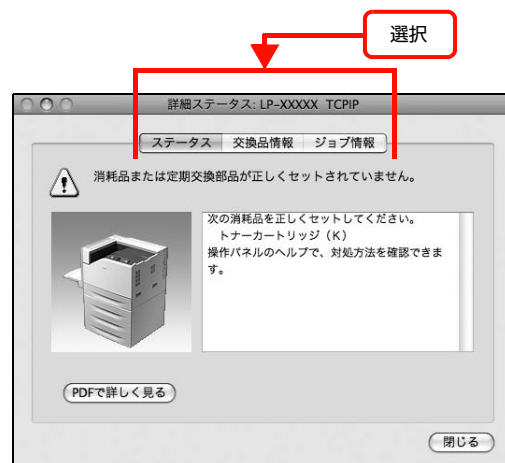 選択
詳細ステータス: LP-XXXXX TCPIP
ステータス 交換品情報 ジョブ情報
消耗品または定期交換部品が正しくセットされていません。
次の消耗品を正しくセットしてください。
トナーカートリッジ（K）
操作パネルのヘルプで、対処方法を確認できま
す。
PDFで詳しく見る
閉じる